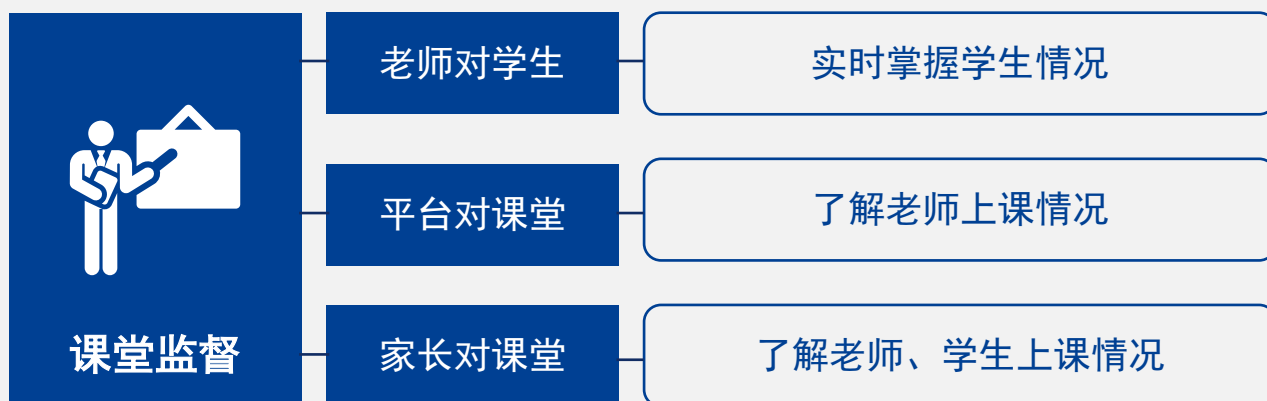 老师对学生
实时掌握学生情况
平台对课堂
了解老师上课情况
课堂监督
家长对课堂
了解老师、学生上课情况